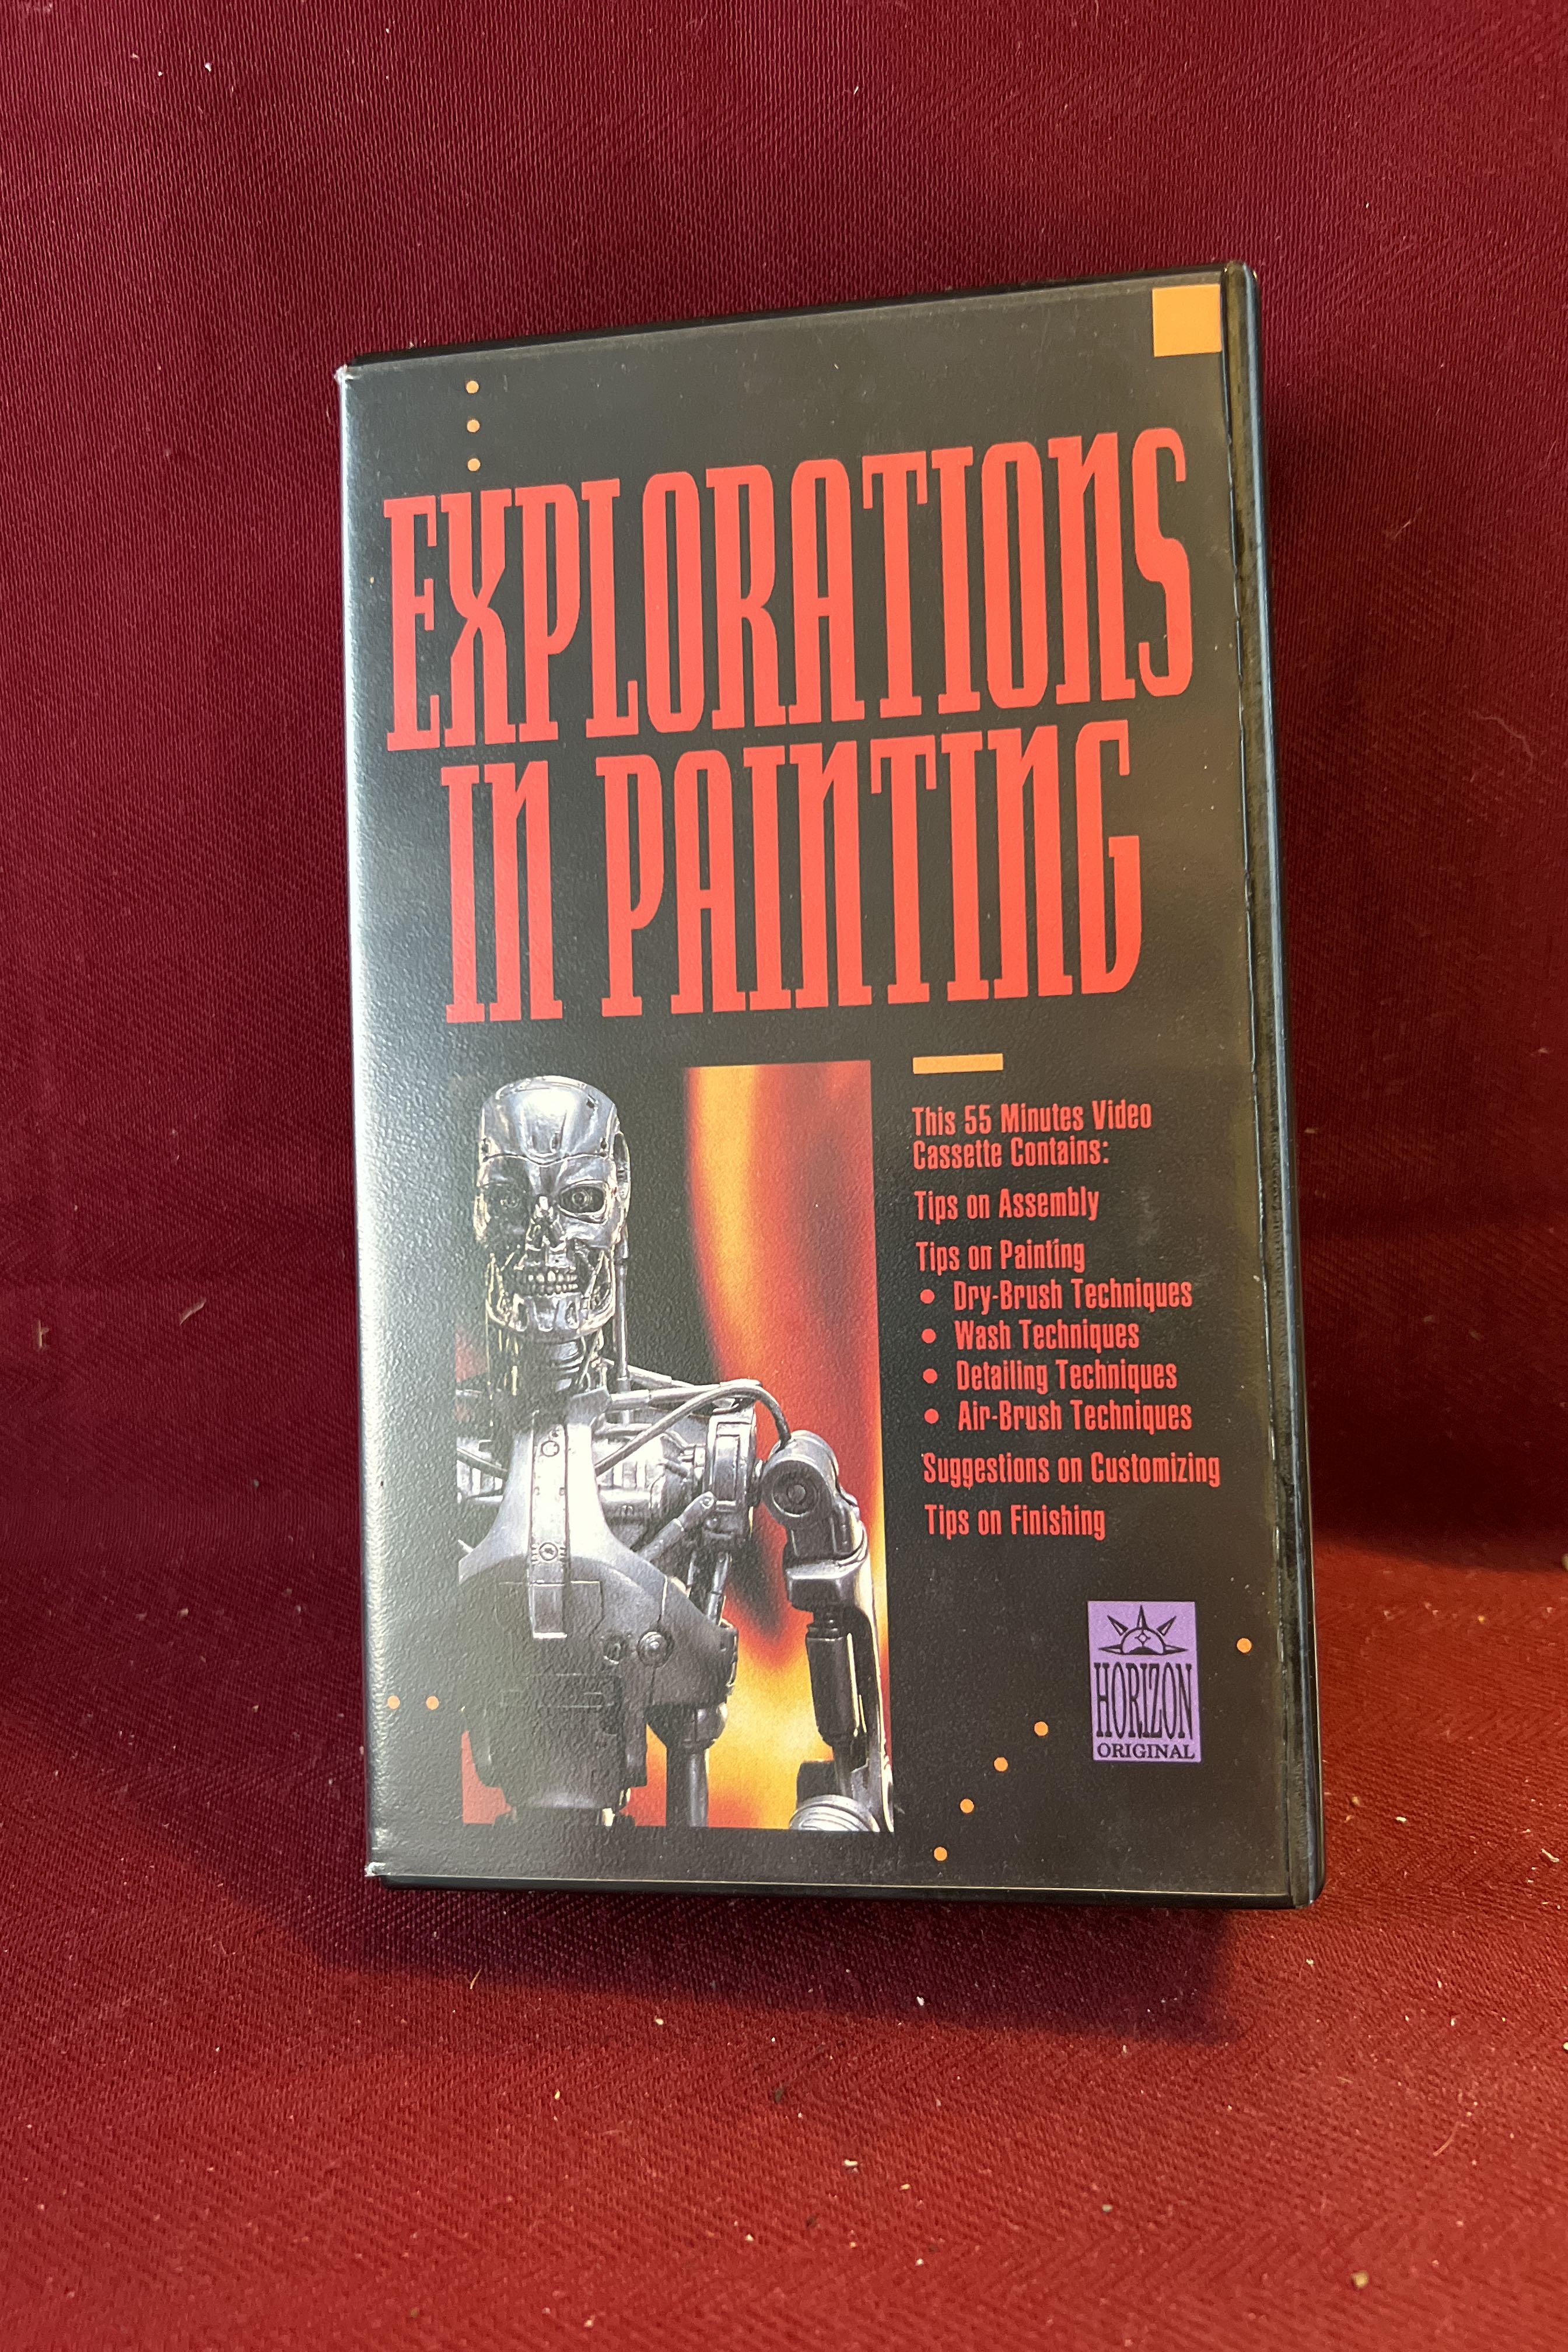 EXPLORATIONS
IN PAINTING
This 55 Minutes Video
Cassette Contains:
Tips on Assembly
Tips on Painting
• Dry-Brush Techniques
• Wash Techniques
• Detailing Techniques
• Air-Brush Techniques
Suggestions on Customizing
Tips on Finishing
HORIZON
ORIGINAL